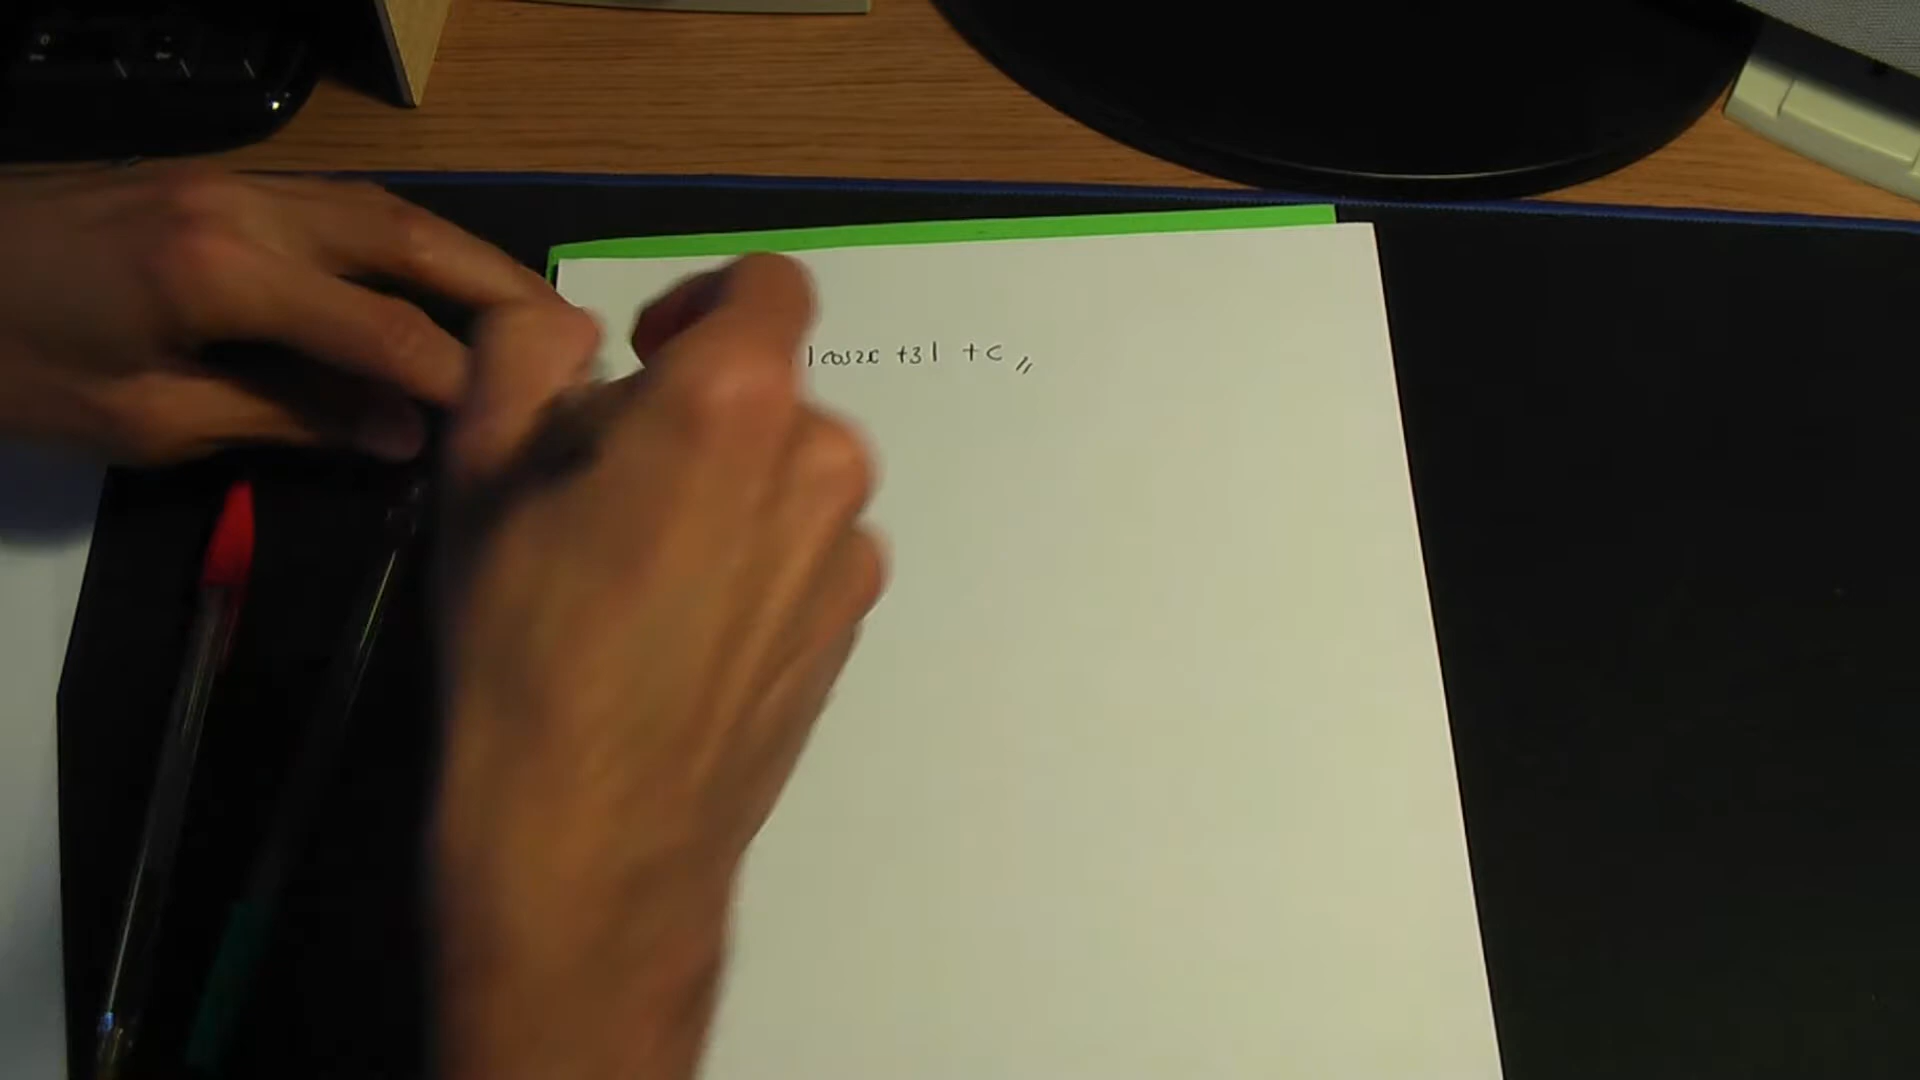 |cos2x +3| +c //